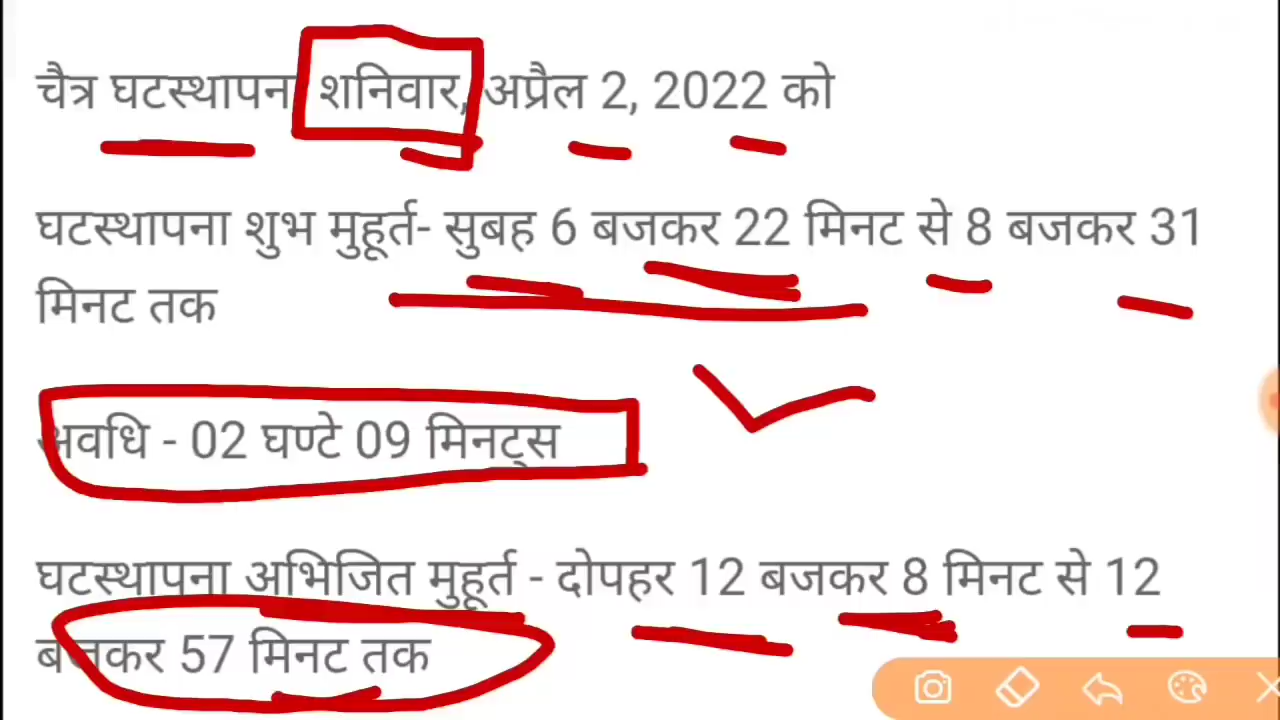 चैत्र घटस्थापना शनिवार, अप्रैल 2, 2022 को
घटस्थापना शुभ मुहूर्त- सुबह 6 बजकर 22 मिनट से 8 बजकर 31
मिनट तक
अवधि - 02 घण्टे 09 मिनट्स
घटस्थापना अभिजित मुहूर्त - दोपहर 12 बजकर 8 मिनट से 12
बजकर 57 मिनट तक